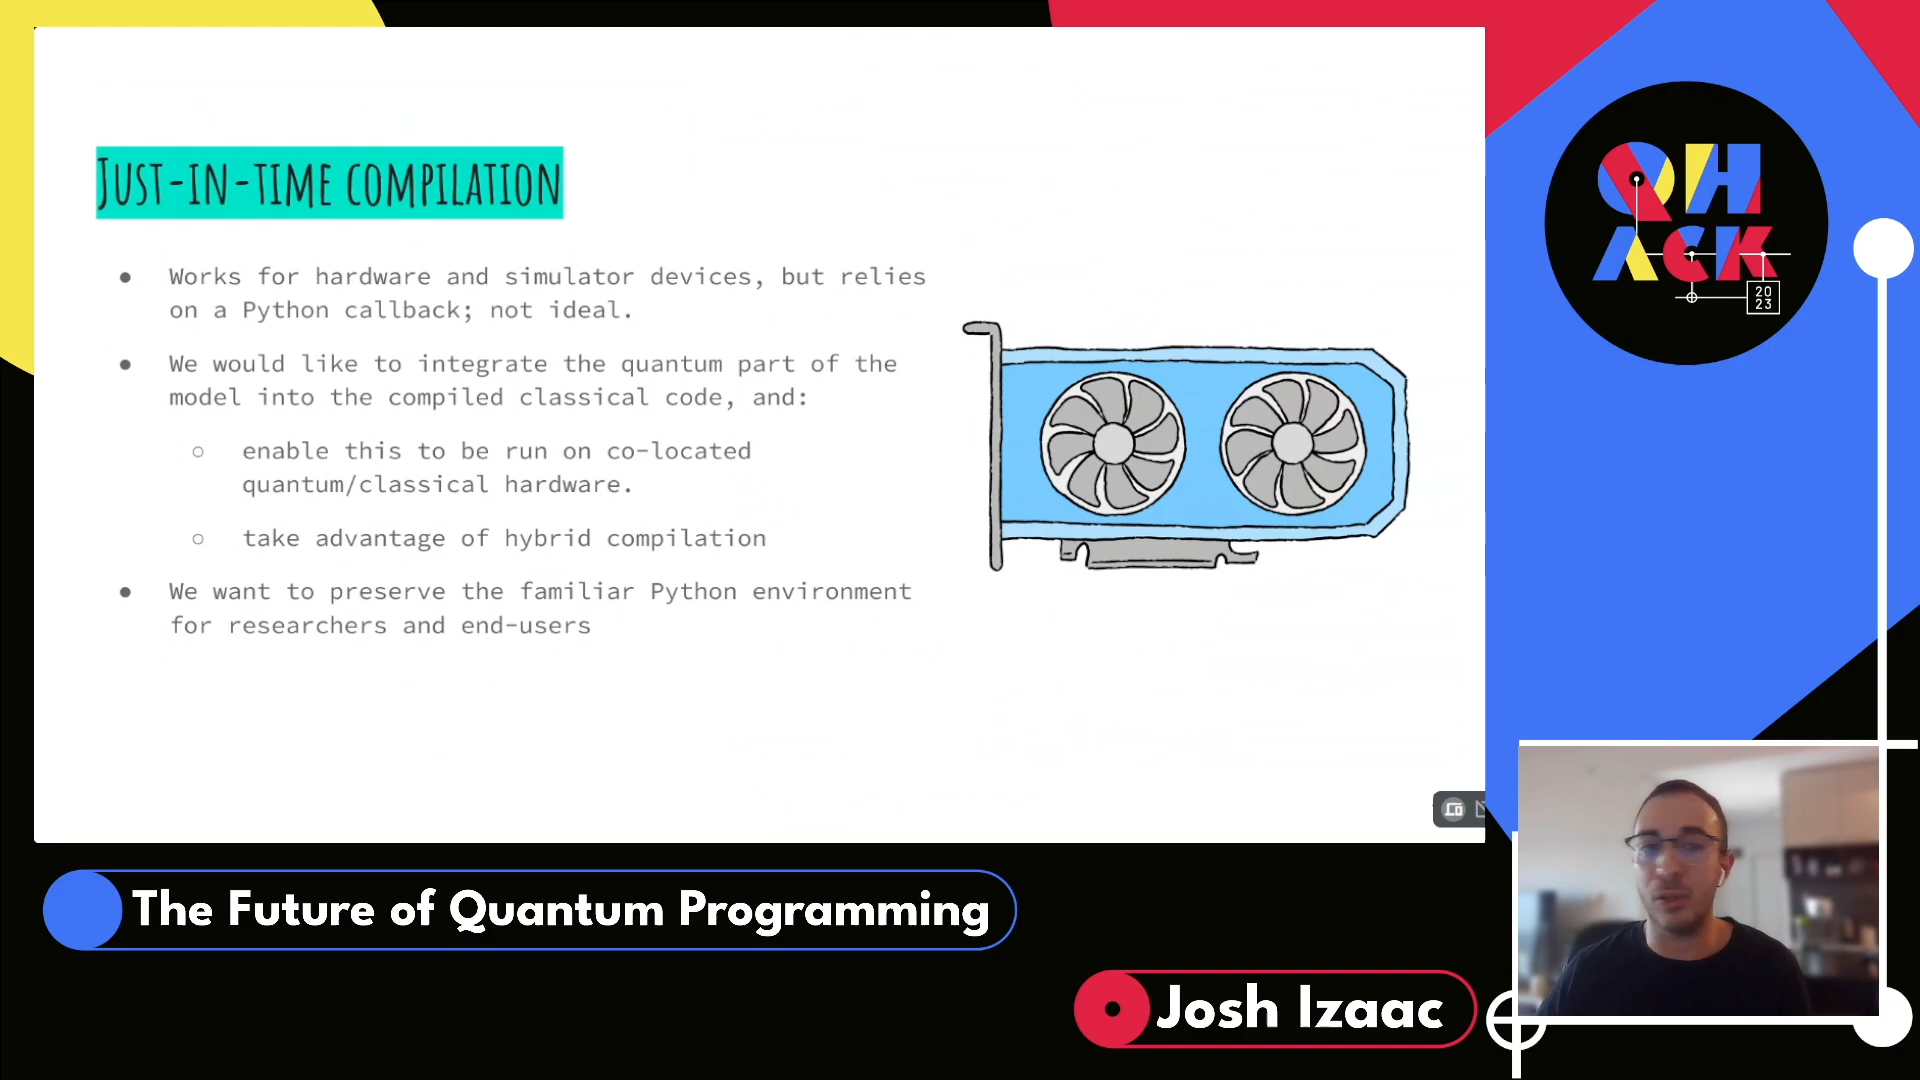 Just-in-time compilation
● Works for hardware and simulator devices, but relies
on a Python callback; not ideal.
● We would like to integrate the quantum part of the
model into the compiled classical code, and:
○ enable this to be run on co-located
quantum/classical hardware.
○ take advantage of hybrid compilation
● We want to preserve the familiar Python environment
for researchers and end-users
QH
ACK
20
23
The Future of Quantum Programming
Josh Izaac